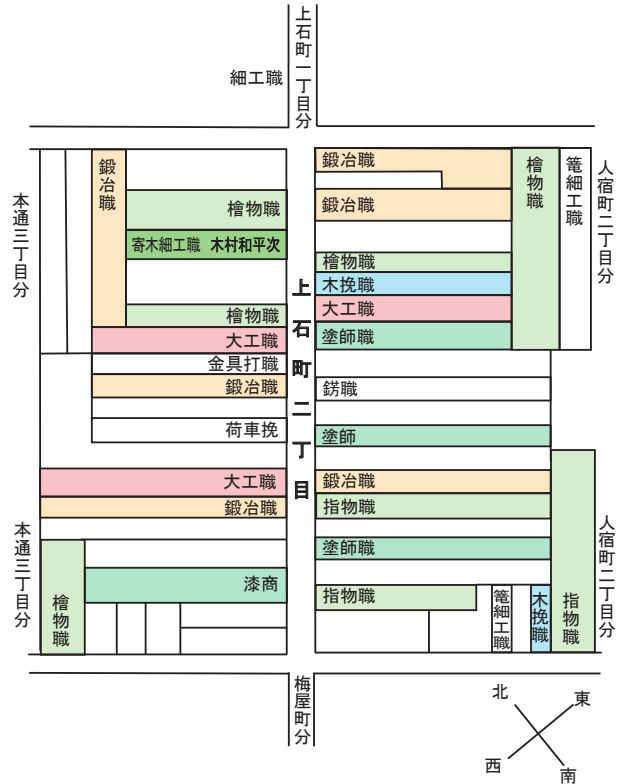 上石町一丁目分
細工職
本通三丁目分
鍛冶職
檜物職
寄木細工職 木村和平次
檜物職
大工職
金具打職
鍛冶職
荷車挽
大工職
鍛冶職
本通三丁目分
檜物職
漆商
上石町二丁目
鍛冶職
鍛冶職
檜物職
木挽職
大工職
塗師職
錺職
塗師
鍛冶職
指物職
塗師職
指物職
篭細工職
木挽職
指物職
檜物職
篭細工職
人宿町二丁目分
人宿町二丁目分
梅屋町分
北
東
西
南